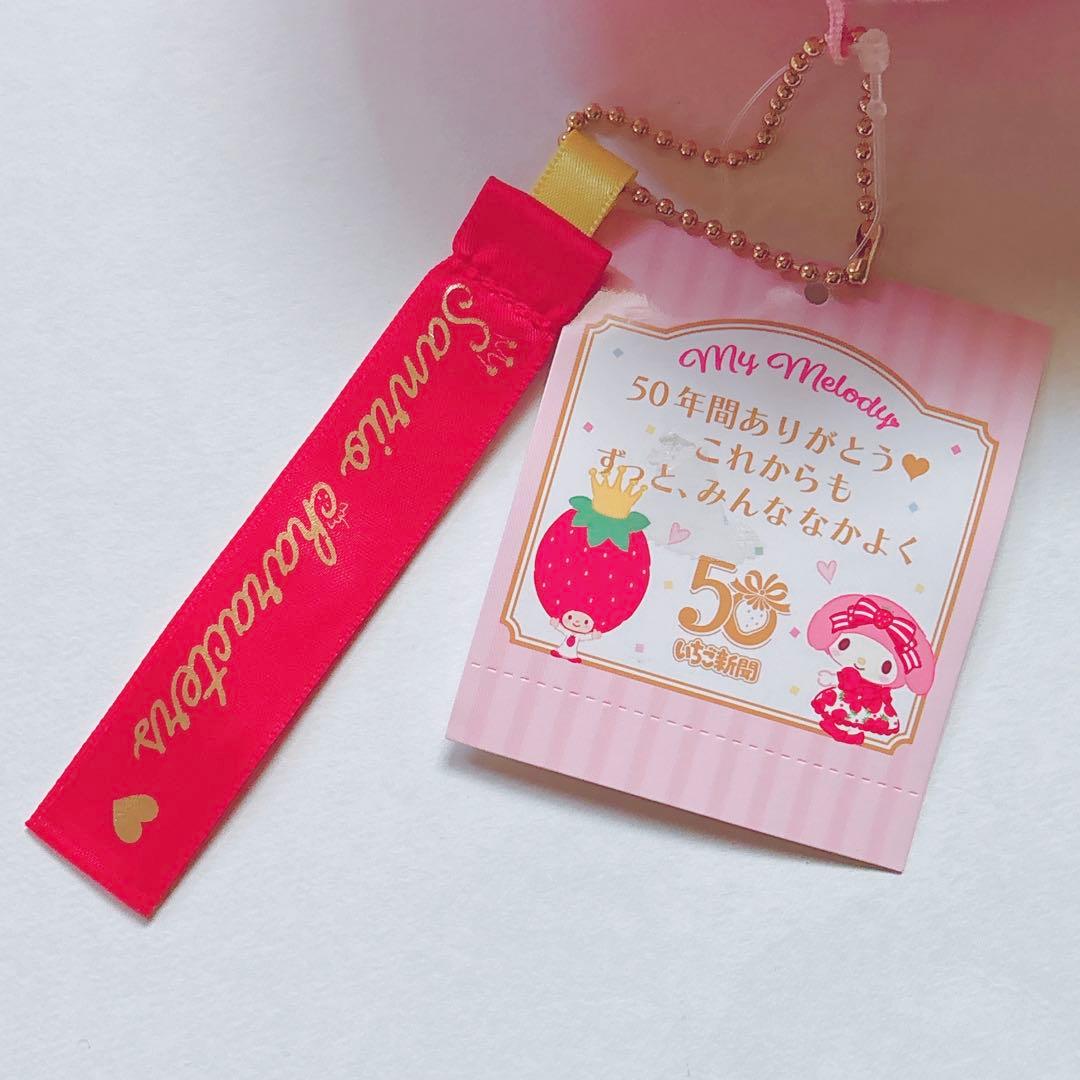 Sanrio characters
My Melody
50年間ありがとう♥
これからも
ずっと、みんななかよく
50
いちご新聞